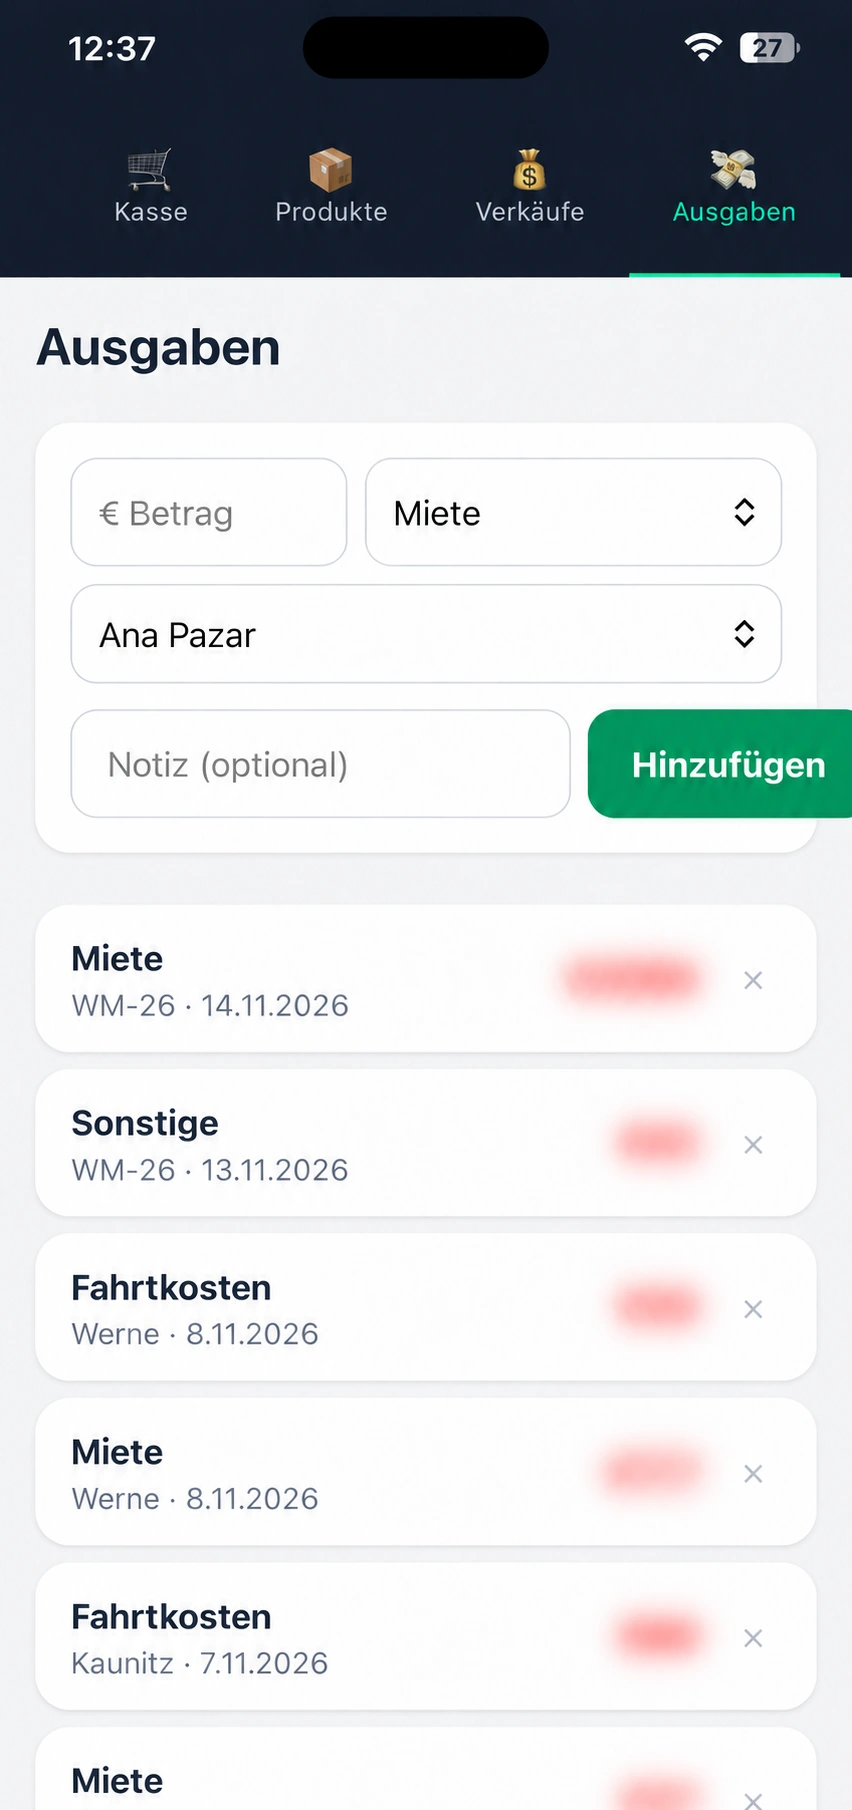 12:37
27
Kasse
Produkte
Verkäufe
Ausgaben
Ausgaben
€ Betrag
Miete
Ana Pazar
Notiz (optional)
Hinzufügen
Miete
WM-26 · 14.11.2026
×
Sonstige
WM-26 · 13.11.2026
×
Fahrtkosten
Werne · 8.11.2026
×
Miete
Werne · 8.11.2026
×
Fahrtkosten
Kaunitz · 7.11.2026
×
Miete
×